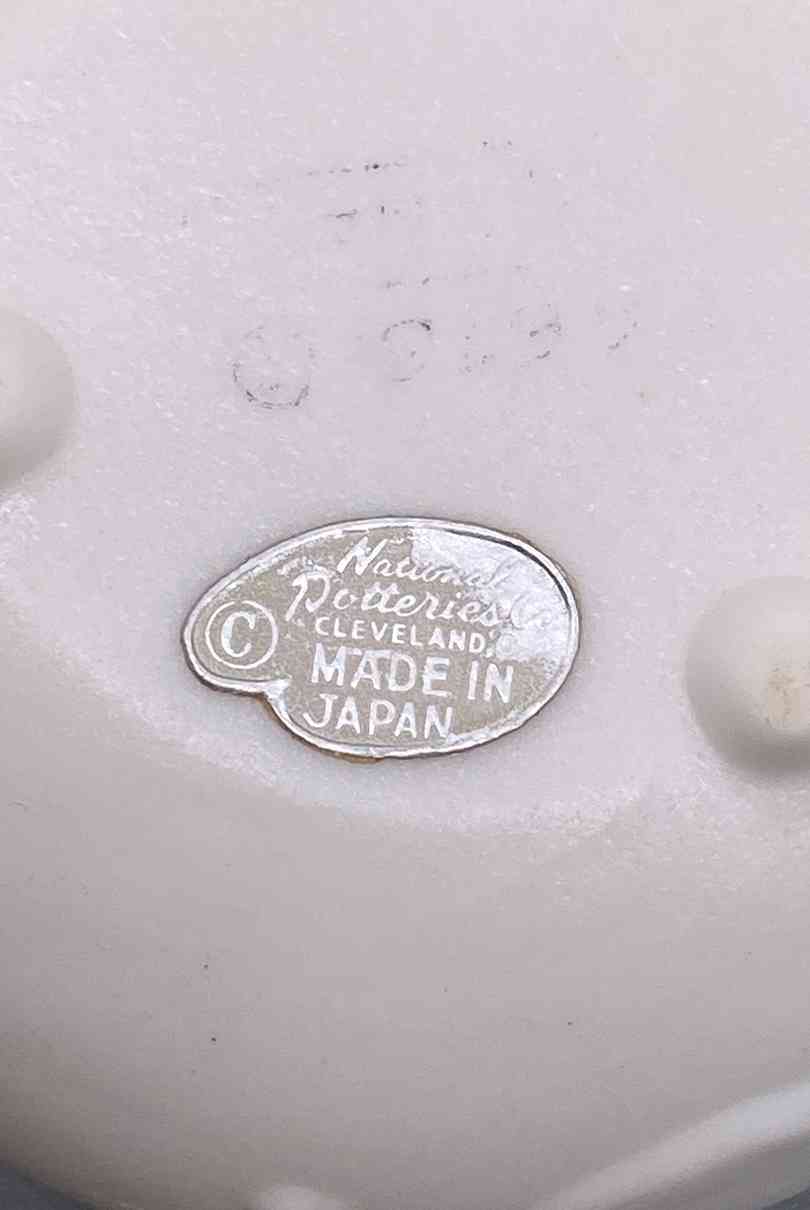 National
Potteries Co
© CLEVELAND, O
MADE IN
JAPAN